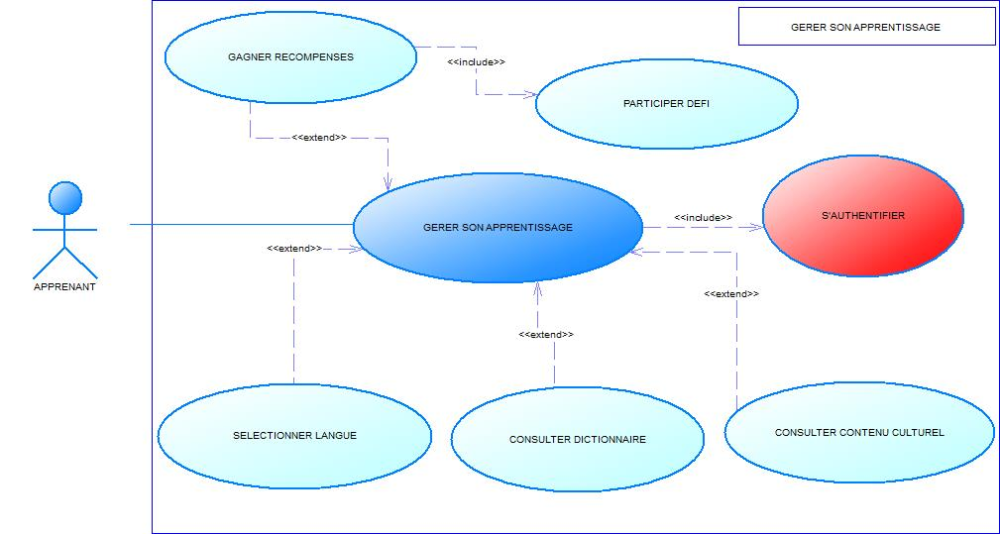 GERER SON APPRENTISSAGE
GAGNER RECOMPENSES
<<include>>
PARTICIPER DEFI
<<extend>>
S'AUTHENTIFIER
<<include>>
GERER SON APPRENTISSAGE
<<extend>>
APPRENANT
<<extend>>
<<extend>>
SELECTIONNER LANGUE
CONSULTER DICTIONNAIRE
CONSULTER CONTENU CULTUREL